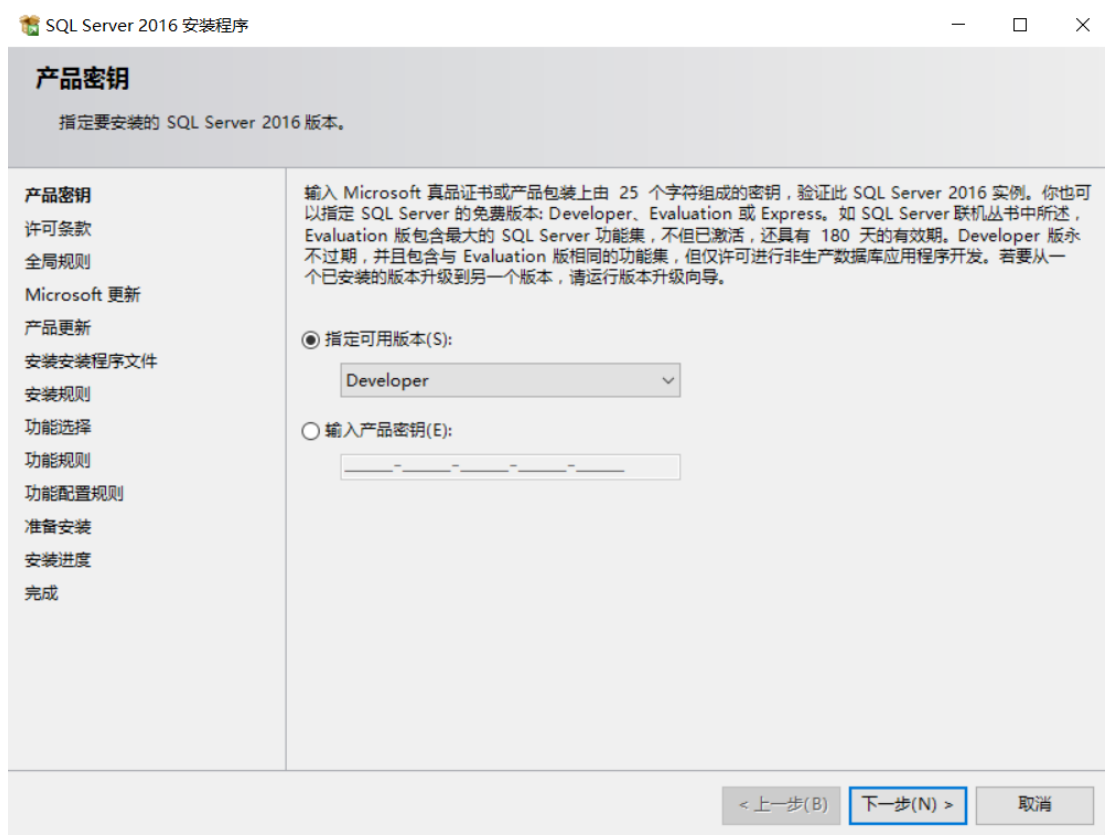 SQL Server 2016 安装程序
产品密钥
指定要安装的 SQL Server 2016 版本。
产品密钥
许可条款
全局规则
Microsoft 更新
产品更新
安装安装程序文件
安装规则
功能选择
功能规则
功能配置规则
准备安装
安装进度
完成
输入 Microsoft 真品证书或产品包装上由 25 个字符组成的密钥，验证此 SQL Server 2016 实例。你也可
以指定 SQL Server 的免费版本: Developer、Evaluation 或 Express。如 SQL Server 联机丛书中所述，
Evaluation 版包含最大的 SQL Server 功能集，不但已激活，还具有 180 天的有效期。Developer 版永
不过期，并且包含与 Evaluation 版相同的功能集，但仅许可进行非生产数据库应用程序开发。若要从一
个已安装的版本升级到另一个版本，请运行版本升级向导。
指定可用版本(S):
Developer
输入产品密钥(E):
_____-_____-_____-_____-_____
< 上一步(B)
下一步(N) >
取消